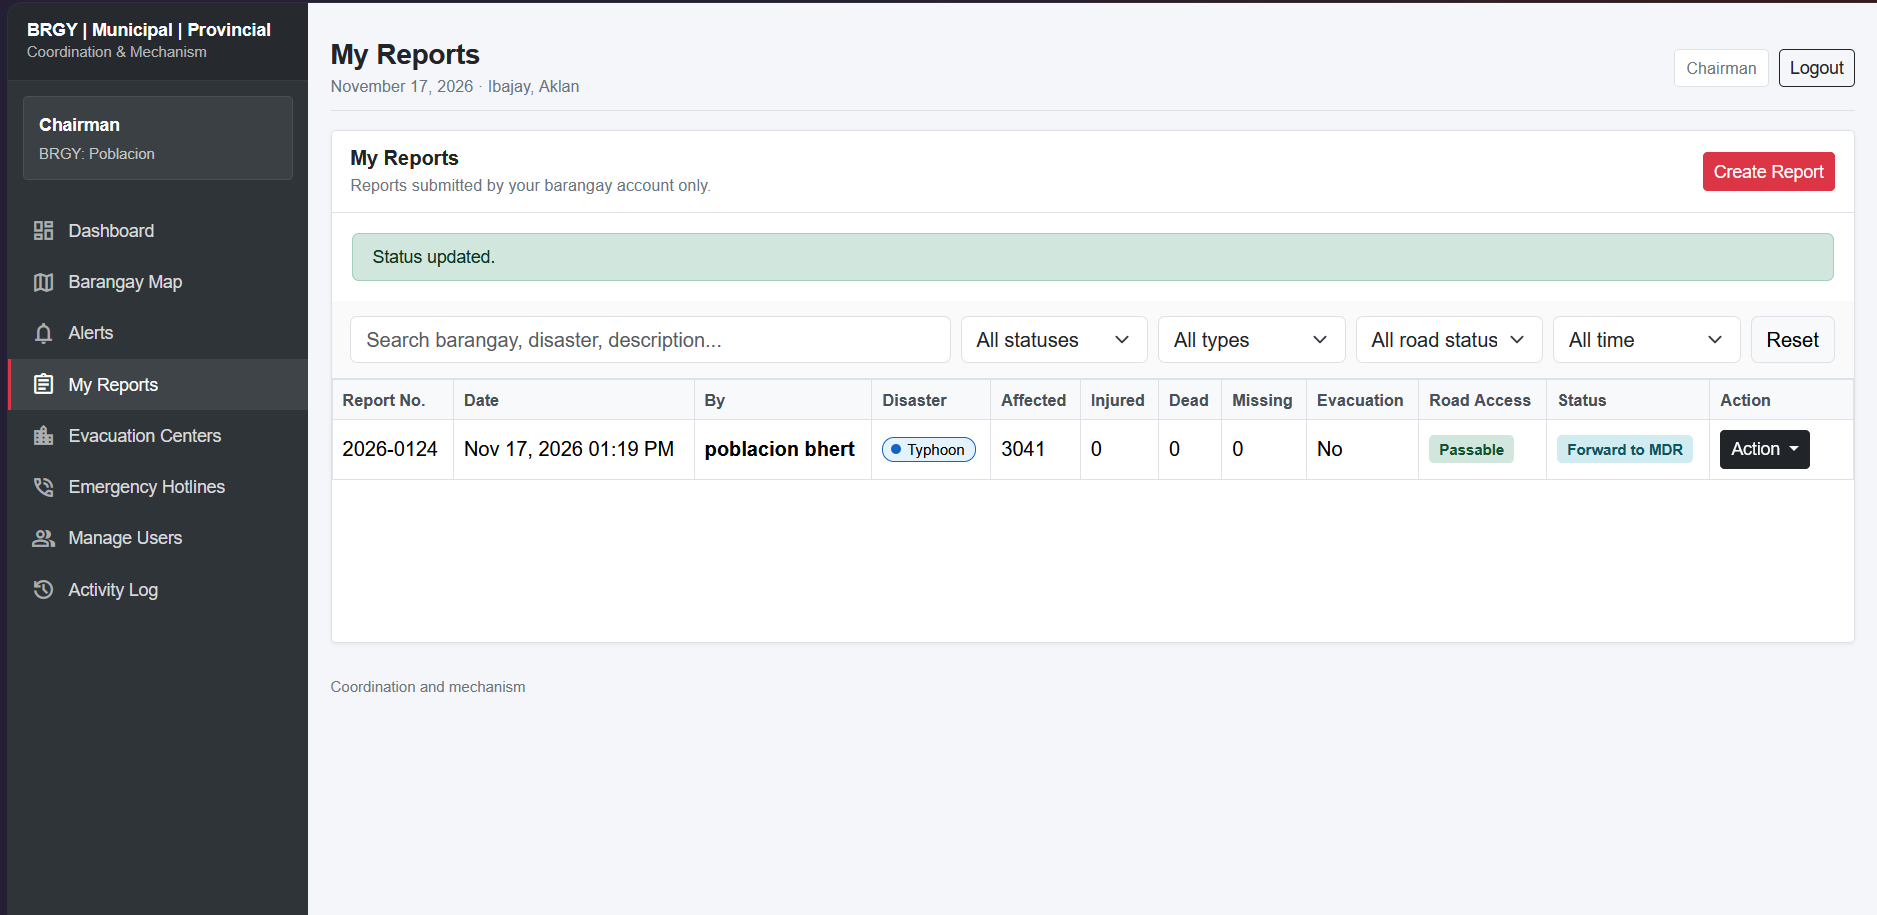 BRGY | Municipal | Provincial
Coordination & Mechanism
Chairman
BRGY: Poblacion
Dashboard
Barangay Map
Alerts
My Reports
Evacuation Centers
Emergency Hotlines
Manage Users
Activity Log
My Reports
November 17, 2026 · Ibajay, Aklan
Chairman
Logout
My Reports
Reports submitted by your barangay account only.
Create Report
Status updated.
Search barangay, disaster, description...
All statuses
All types
All road status
All time
Reset
Report No. Date By Disaster Affected Injured Dead Missing Evacuation Road Access Status Action
2026-0124 Nov 17, 2026 01:19 PM poblacion bhert Typhoon 3041 0 0 0 No Passable Forward to MDR Action
Coordination and mechanism